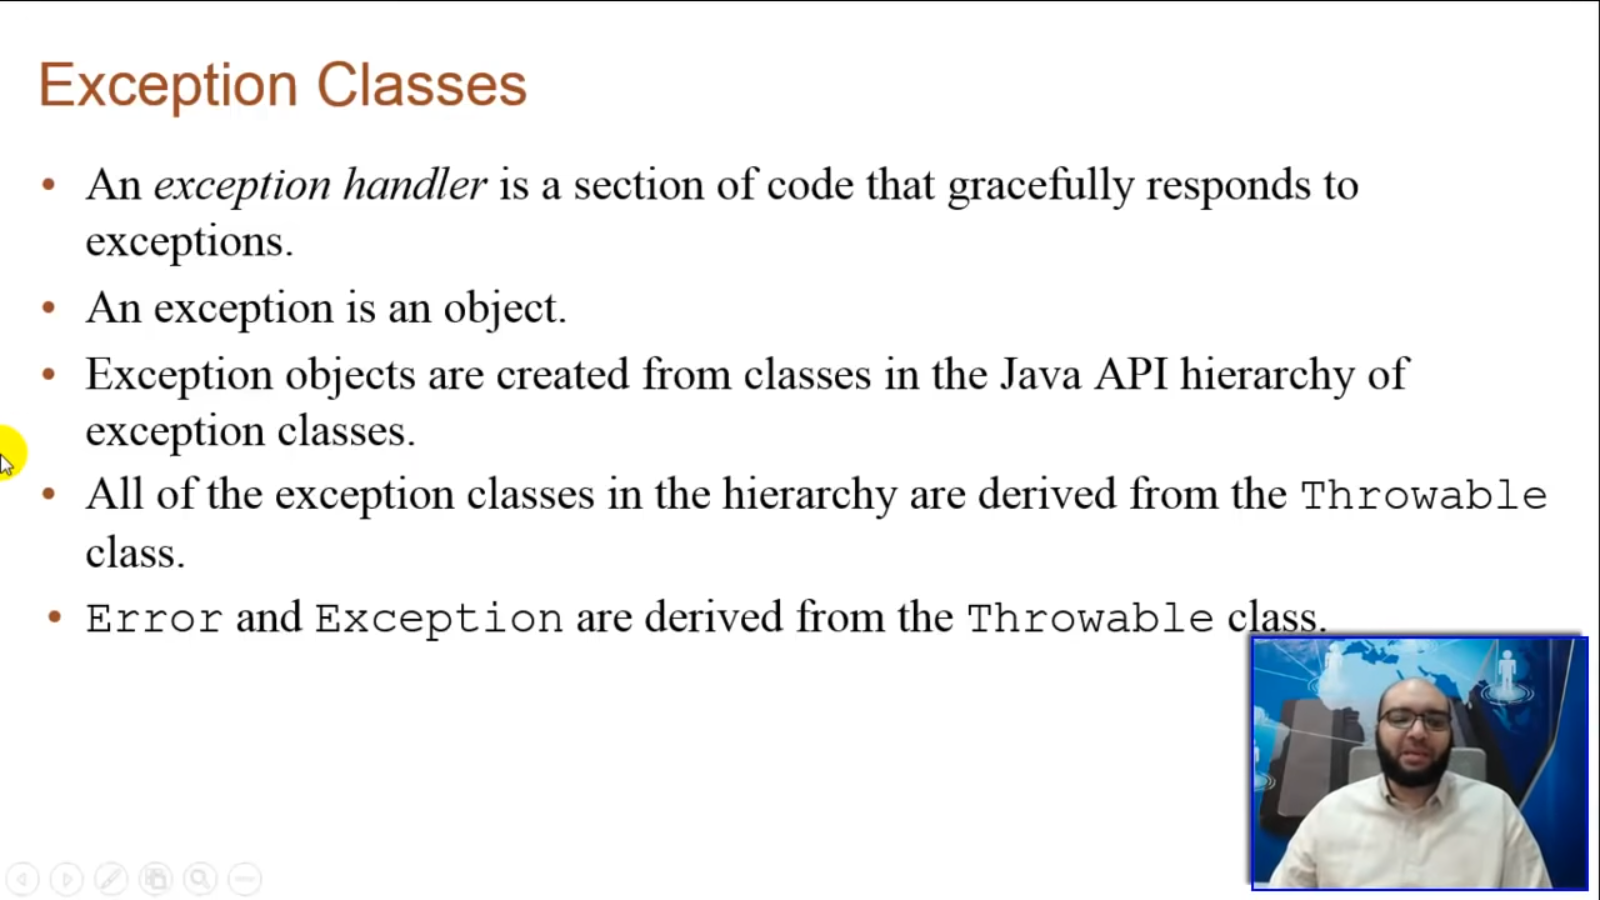 Exception Classes
• An exception handler is a section of code that gracefully responds to
exceptions.
• An exception is an object.
• Exception objects are created from classes in the Java API hierarchy of
exception classes.
• All of the exception classes in the hierarchy are derived from the Throwable
class.
• Error and Exception are derived from the Throwable class.